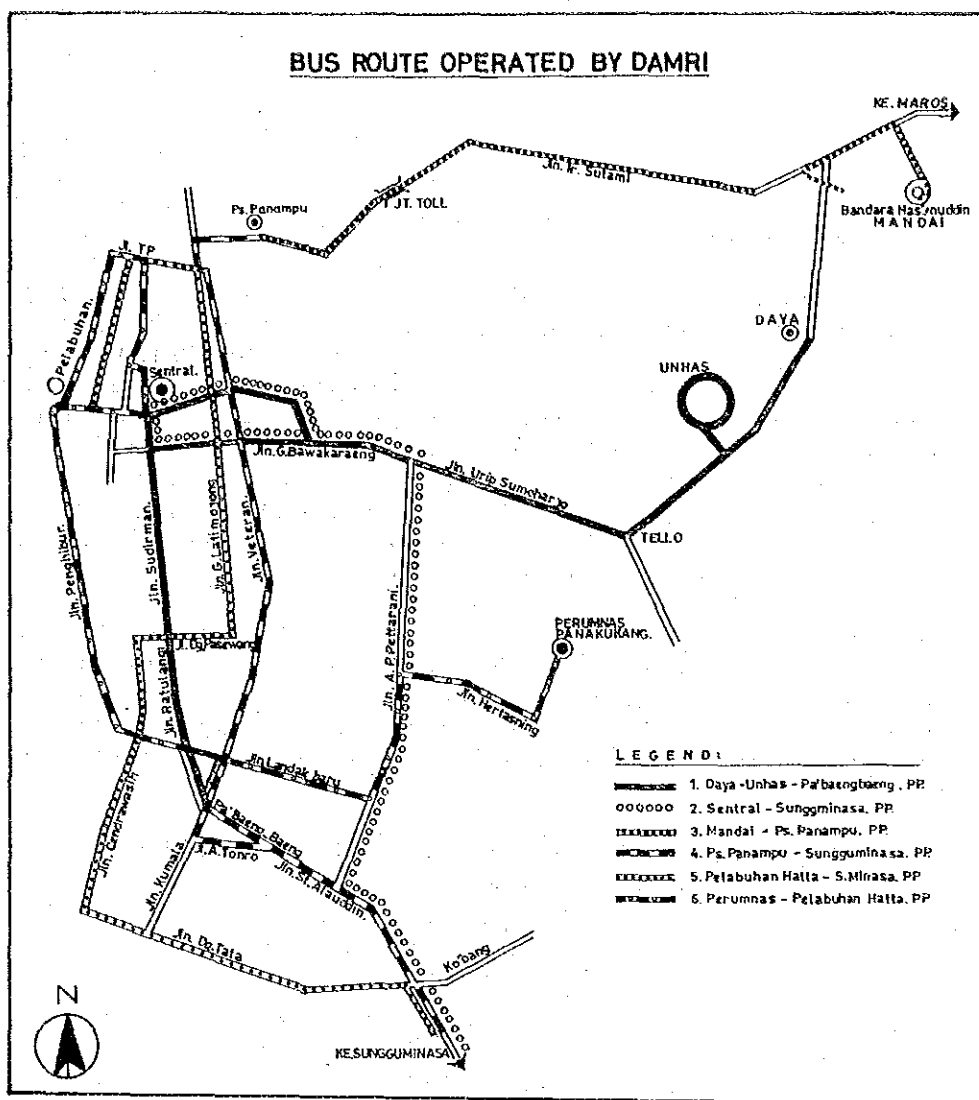 BUS ROUTE OPERATED BY DAMRI
KE. MAROS
Jln. Ir. Sutami
JT. TOLL
Ps. Panampu
Bandara Hasanuddin
MANDAI
Jl. TP
Pelabuhan.
Sentral.
DAYA
UNHAS
Jln.G.Bawakaraeng
Jln. Urip Sumoharjo
TELLO
Jln. Penghibur.
Jln. Sudirman.
Jln. G. Latimojong
Jln. Veteran.
Jln. A.P. Pettarani.
PERUMNAS
PANAKUKANG.
Jl. Dg. Pasewang
Jln. Ratulangi
Jln. Hertasning
Jln. Landak baru
Jln. Cendrawasih
Pa' Baeng. Baeng
J. A. Tonro
Jln. St. Alauddin.
Jln. Kumala
Jln. Dg. Tata
Ko'bang
KE. SUNGGUMINASA
N
LEGEND:
1. Daya - Unhas - Pa'baengbaeng, PP.
2. Sentral - Sunggminasa, PP.
3. Mandai - Ps. Panampu, PP.
4. Ps. Panampu - Sungguminasa, PP.
5. Pelabuhan Hatta - S. Minasa, PP
6. Perumnas - Pelabuhan Hatta, PP